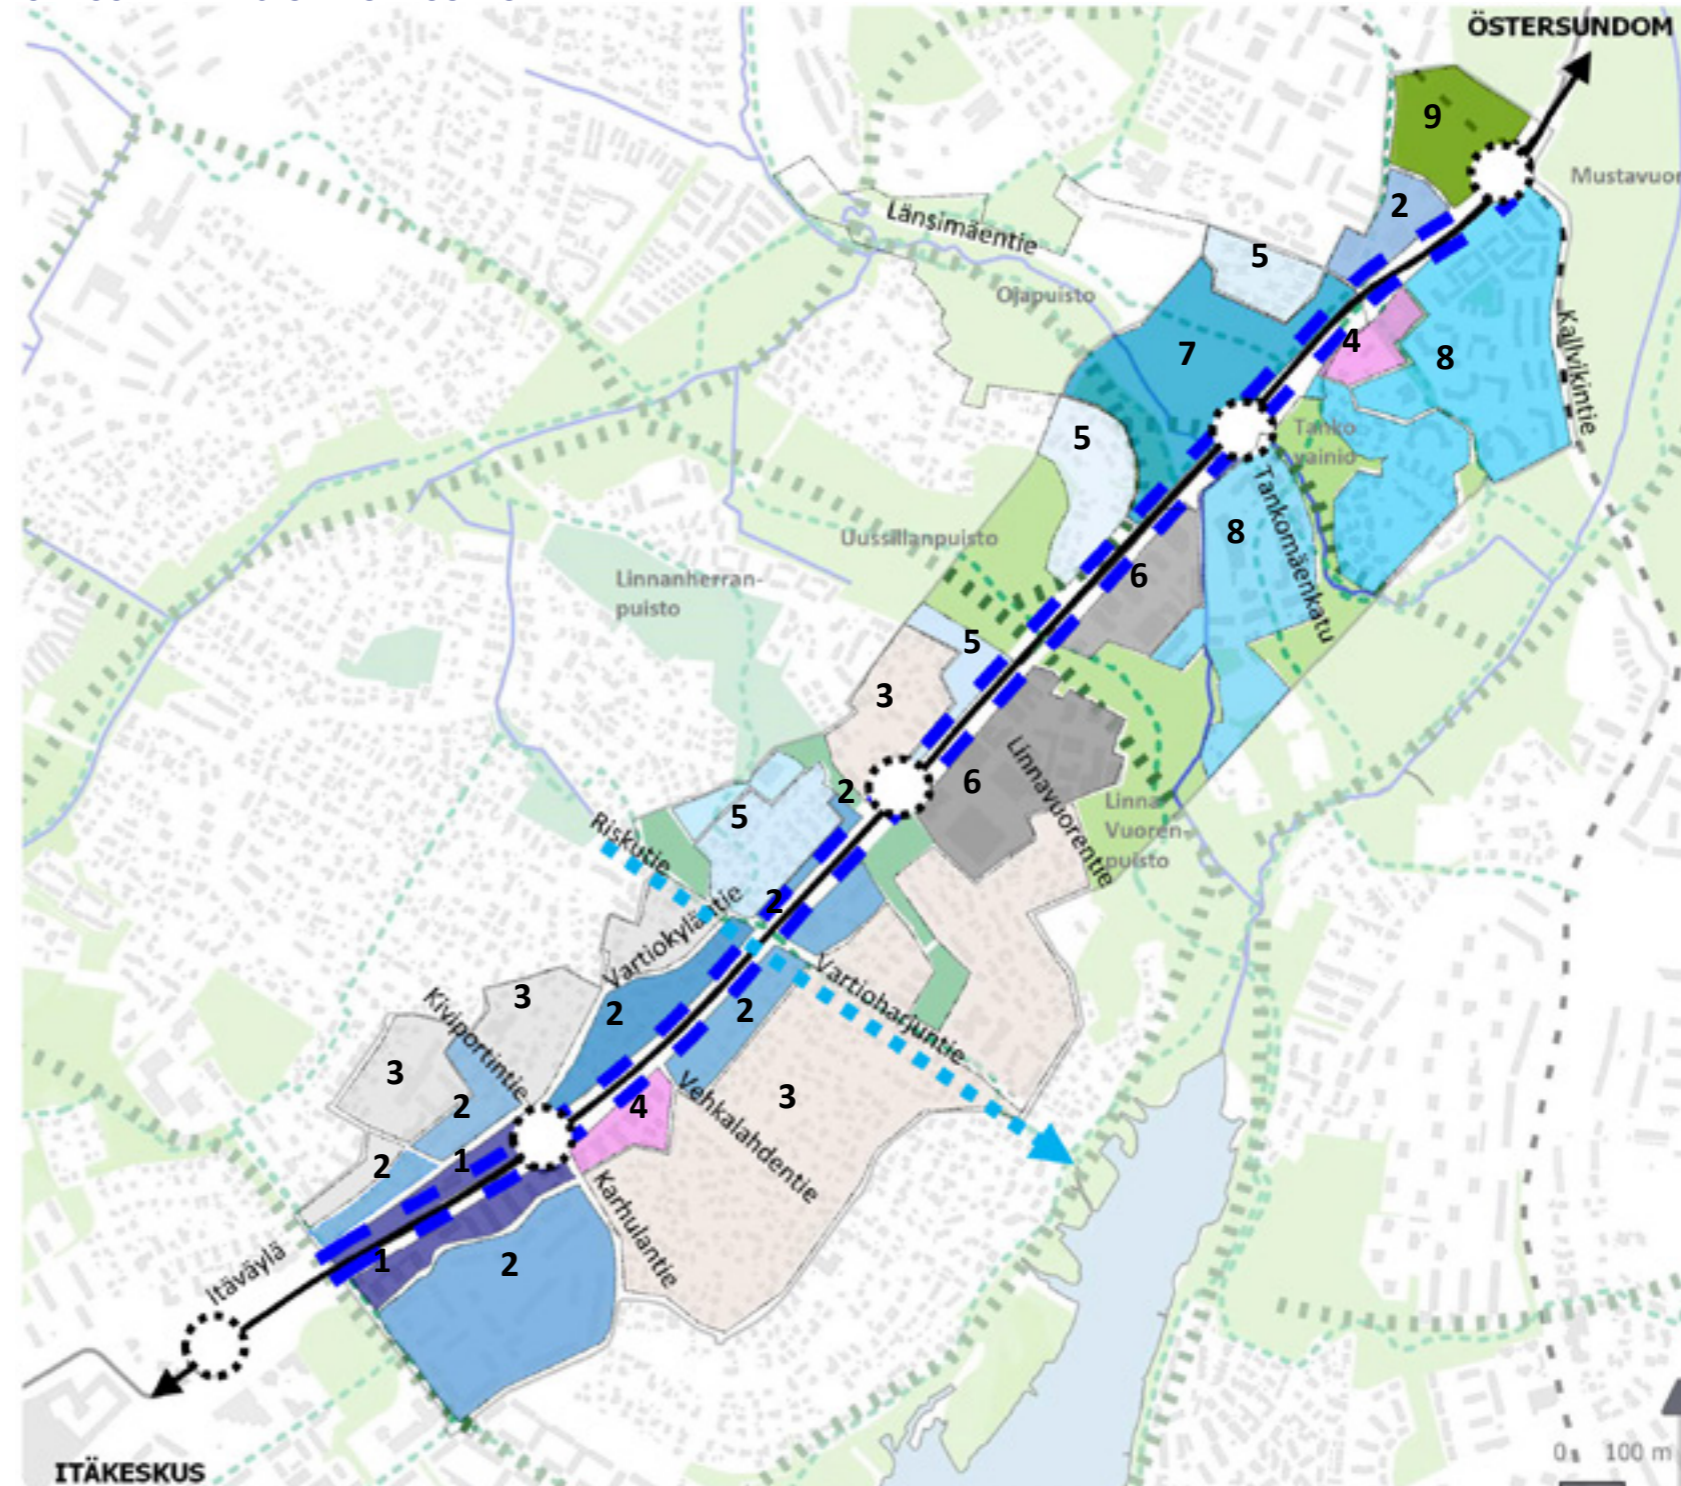 ÖSTERSUNDOM
9
Mustavuor
2
Länsimäentie
5
Ojapuisto
Kallvikintie
4
7
8
5
Tanko
vainio
Tankomäenkatu
8
Uussillanpuisto
6
Linnanherran-
puisto
5
3
Linnavuorentie
6
2
Linna
Vuoren-
puisto
5
Riskutie
2
Vartiokyläntie
Vartioharjuntie
3
Kiviportintie
2
2
3
Vehkalahdentie
3
4
2
1
2
Karhulantie
1
2
Itäväylä
0
100 m
ITÄKESKUS